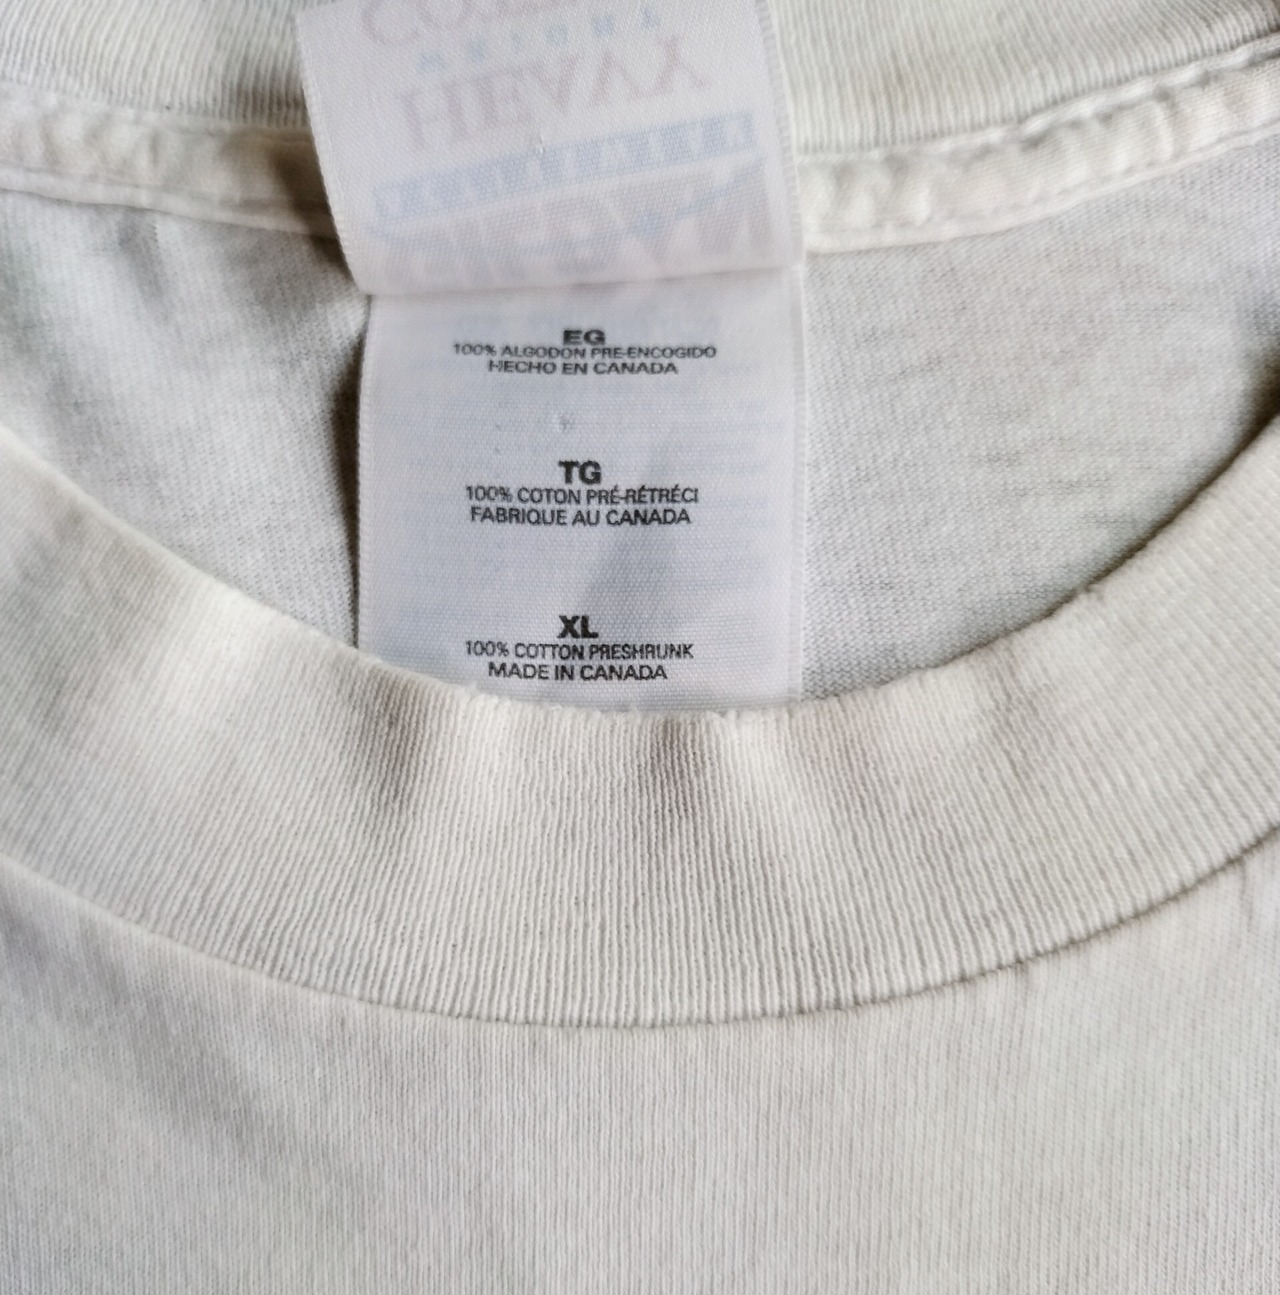 HEAVY
EG
100% ALGODON PRE-ENCOGIDO
HECHO EN CANADA
TG
100% COTON PRÉ-RÉTRÉCI
FABRIQUE AU CANADA
XL
100% COTTON PRESHRUNK
MADE IN CANADA